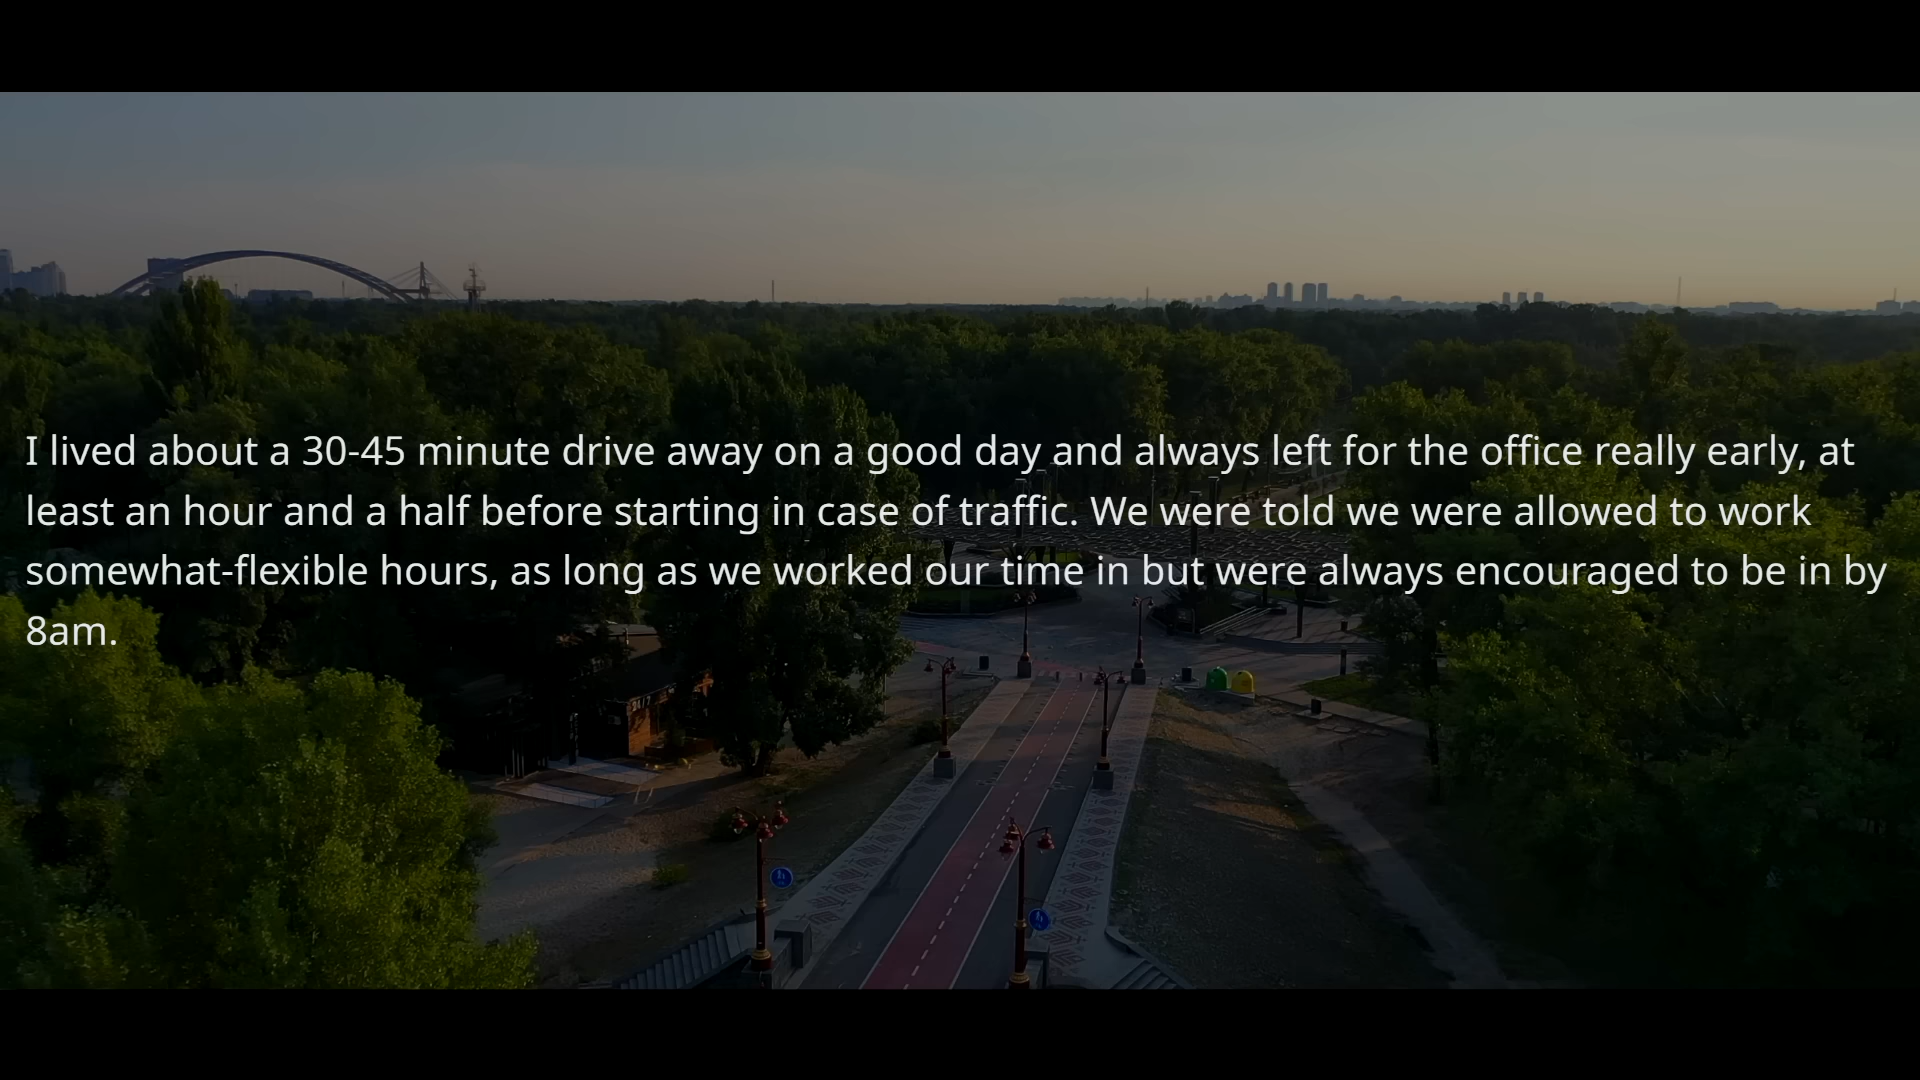 I lived about a 30-45 minute drive away on a good day and always left for the office really early, at
least an hour and a half before starting in case of traffic. We were told we were allowed to work
somewhat-flexible hours, as long as we worked our time in but were always encouraged to be in by
8am.